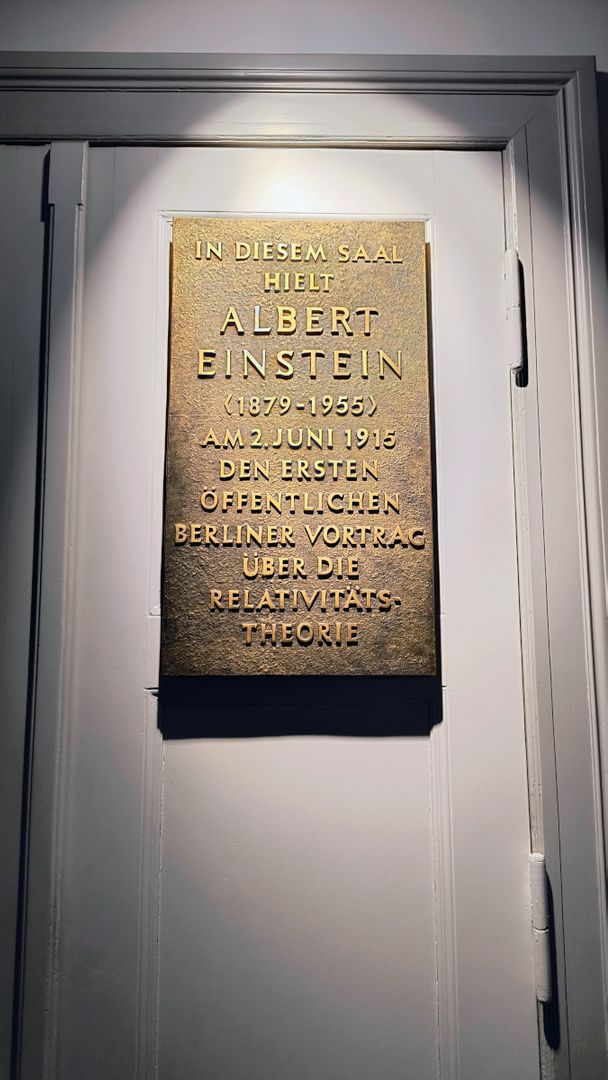 IN DIESEM SAAL
HIELT
ALBERT
EINSTEIN
⟨1879-1955⟩
AM 2. JUNI 1915
DEN ERSTEN
ÖFFENTLICHEN
BERLINER VORTRAG
ÜBER DIE
RELATIVITÄTS-
THEORIE